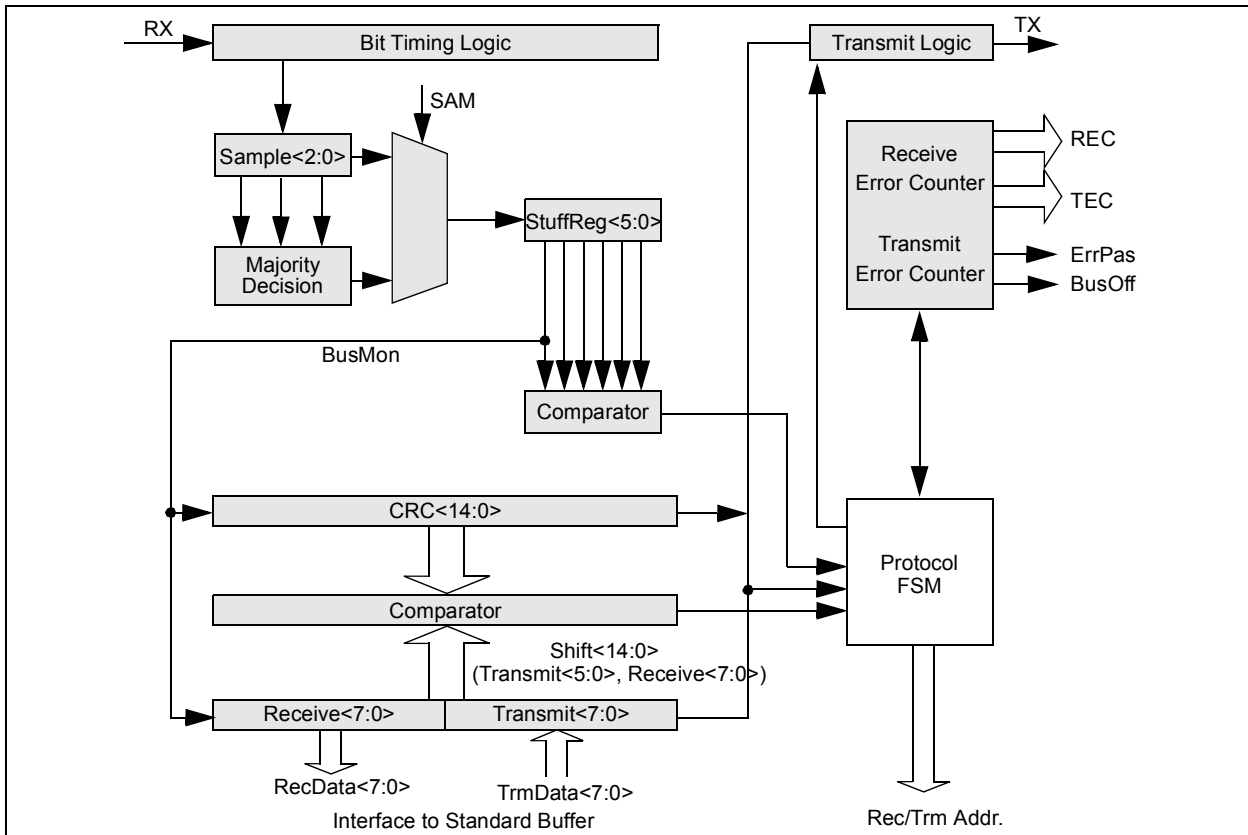 RX
Bit Timing Logic
Transmit Logic
TX
SAM
Sample<2:0>
Majority
Decision
StuffReg<5:0>
Receive
Error Counter
Transmit
Error Counter
REC
TEC
ErrPas
BusOff
BusMon
Comparator
CRC<14:0>
Comparator
Protocol
FSM
Shift<14:0>
(Transmit<5:0>, Receive<7:0>)
Receive<7:0>
Transmit<7:0>
RecData<7:0>
TrmData<7:0>
Interface to Standard Buffer
Rec/Trm Addr.